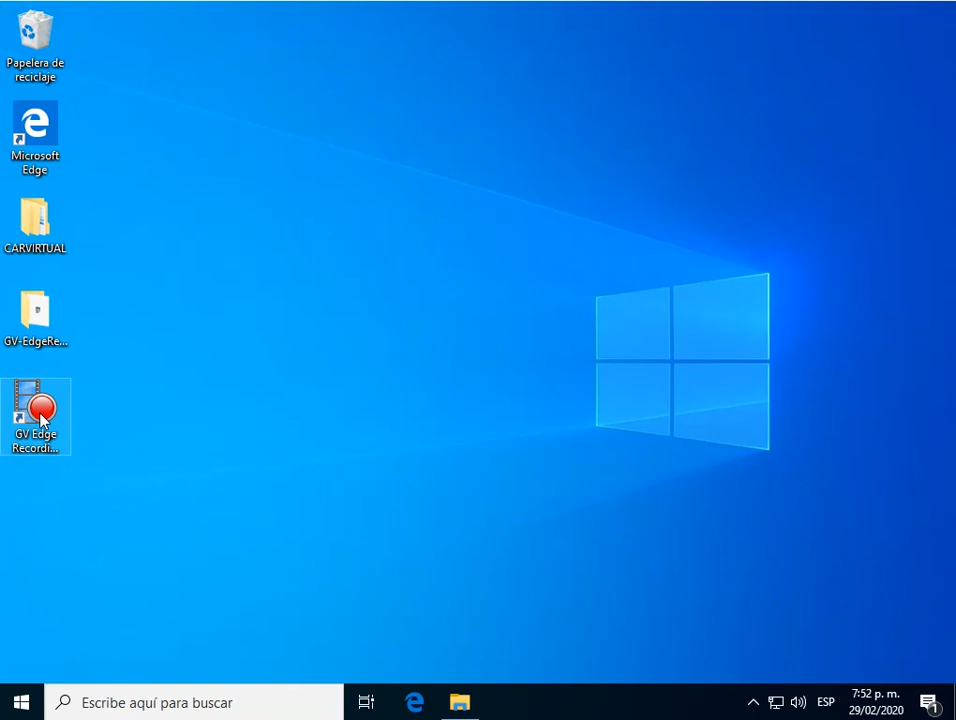 Papelera de
reciclaje
Microsoft
Edge
CARVIRTUAL
GV-EdgeRe...
GV Edge
Recordi...
Escribe aquí para buscar
ESP
7:52 p. m.
29/02/2020
1